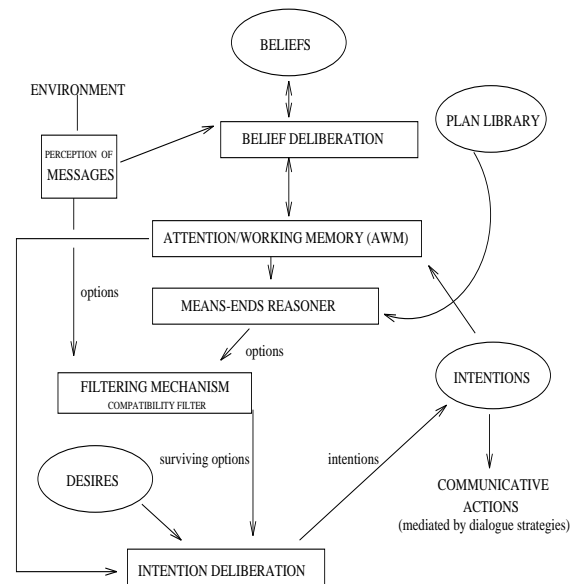 BELIEFS
ENVIRONMENT
PLAN LIBRARY
BELIEF DELIBERATION
PERCEPTION OF
MESSAGES
ATTENTION/WORKING MEMORY (AWM)
options
MEANS-ENDS REASONER
options
FILTERING MECHANISM
COMPATIBILITY FILTER
INTENTIONS
surviving options
intentions
DESIRES
COMMUNICATIVE
ACTIONS
(mediated by dialogue strategies)
INTENTION DELIBERATION